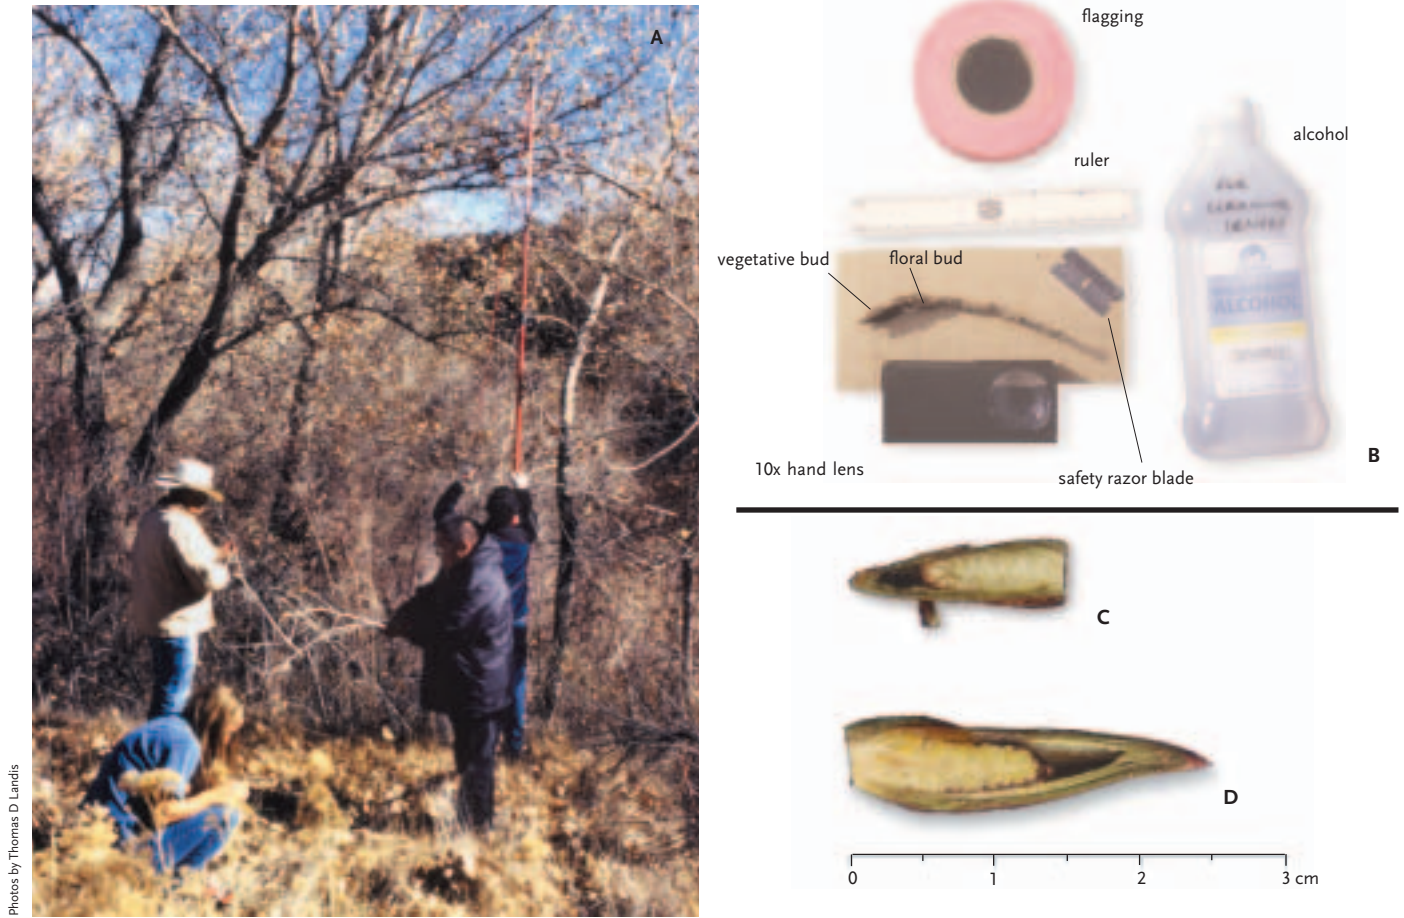 A
flagging
alcohol
ruler
vegetative bud
floral bud
ALCOHOL
10x hand lens
safety razor blade
B
C
D
0 1 2 3 cm
Photos by Thomas D Landis